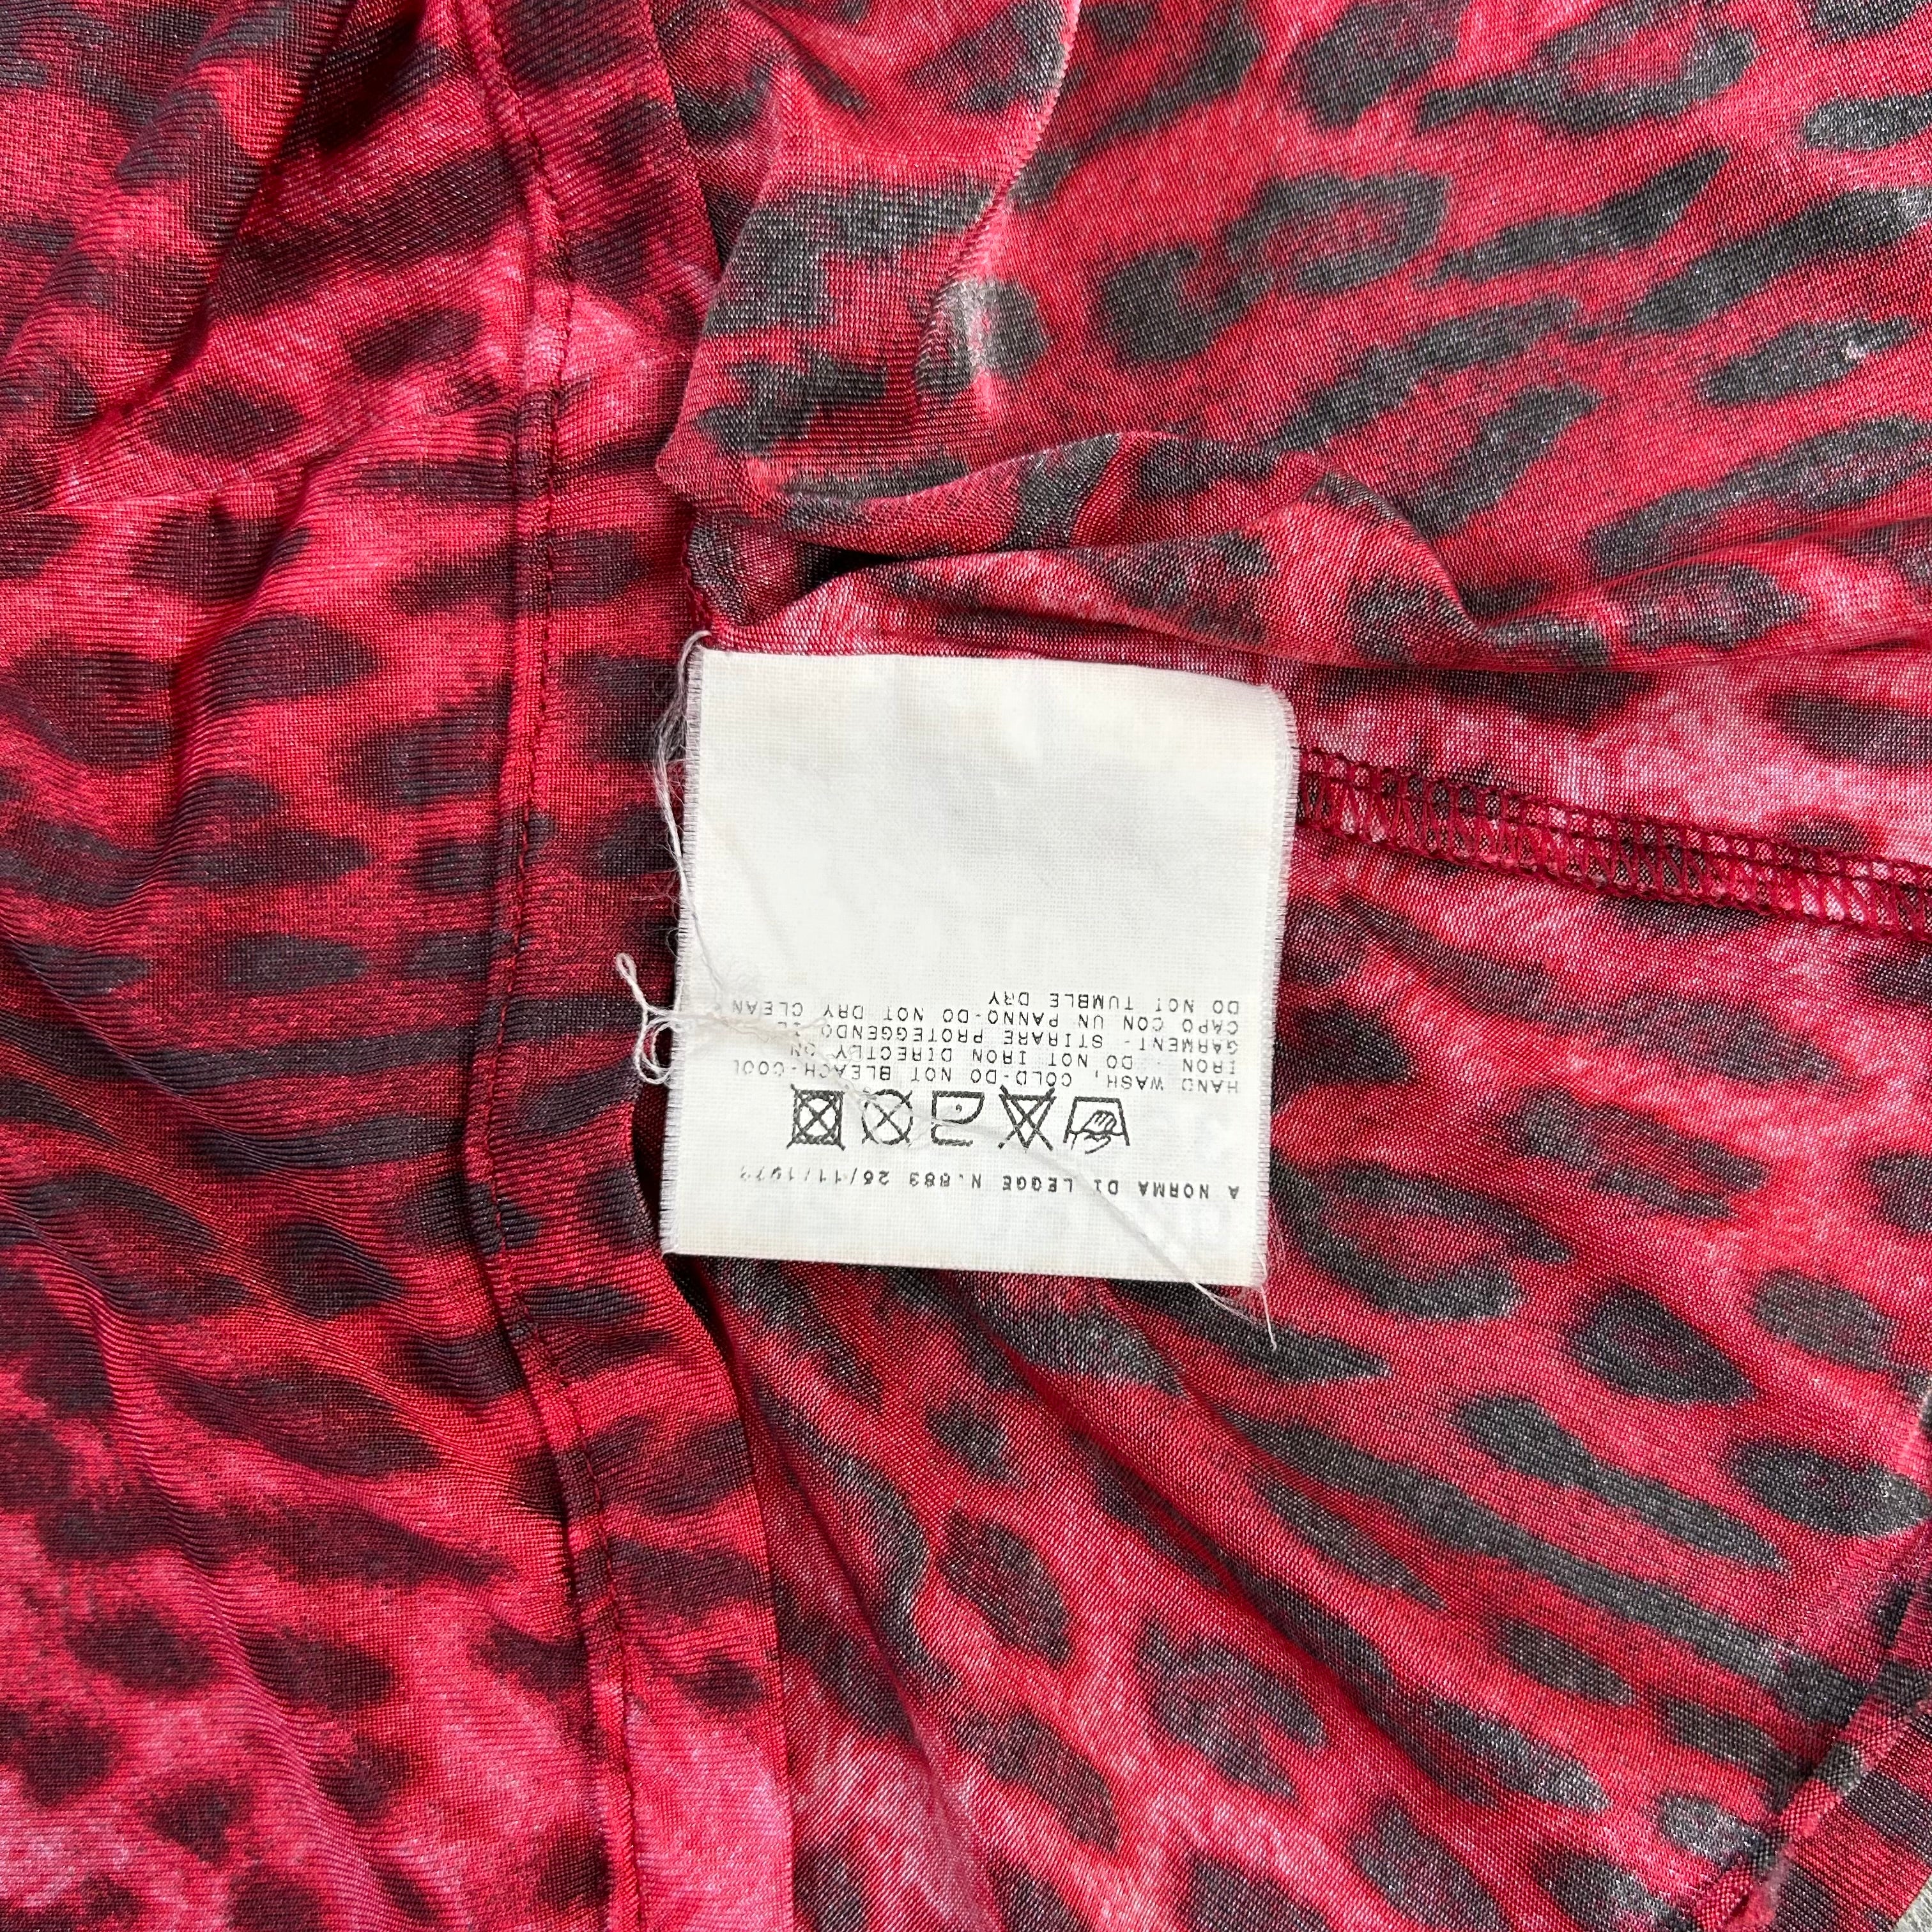 A NORMA DI LEGGE N.883 26/11/1973
HAND WASH, COLD-DO NOT BLEACH-COOL
IRON - DO NOT IRON DIRECTLY ON
GARMENT- STIRARE PROTEGGENDO IL
CAPO CON UN PANNO-DO NOT DRY CLEAN
DO NOT TUMBLE DRY